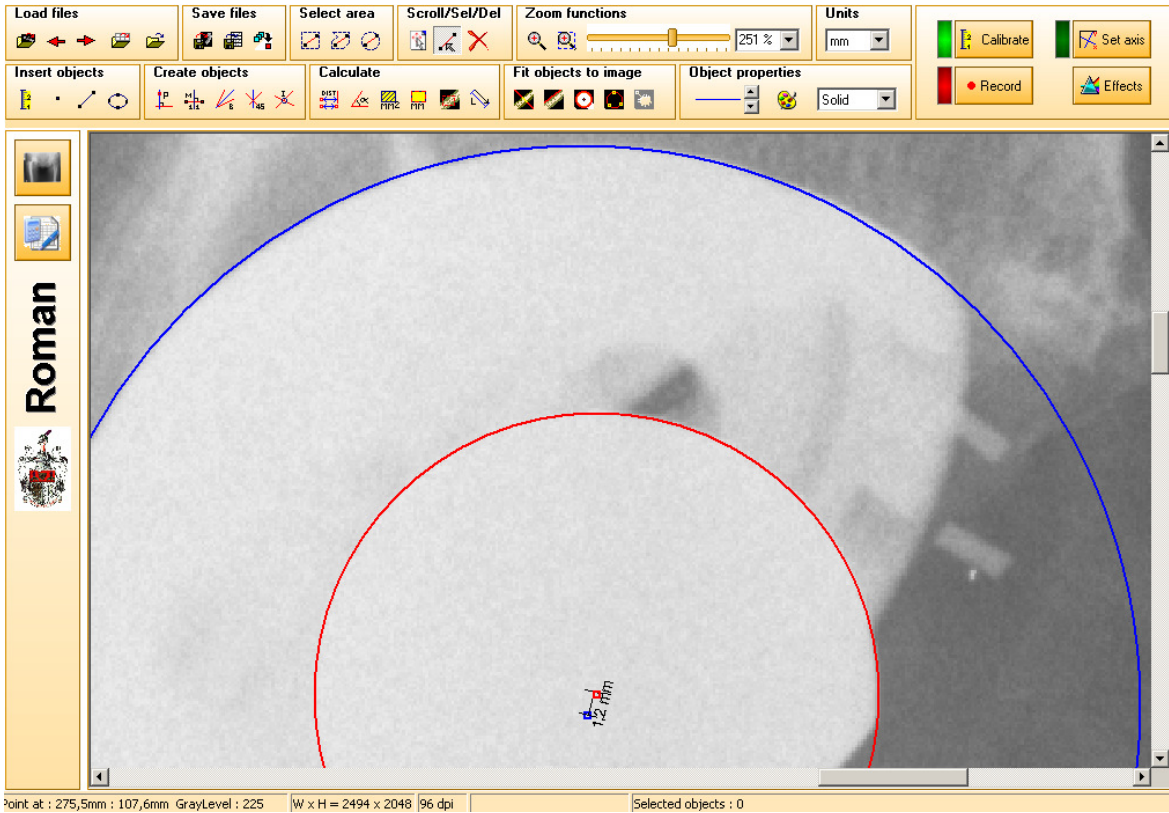 Load files
Save files
Select area
Scroll/Sel/Del
Zoom functions
Units
251 %
mm
Calibrate
Set axis
Insert objects
Create objects
Calculate
Fit objects to image
Object properties
Solid
Record
Effects
Roman
1.2 mm
Point at : 275,5mm : 107,6mm GrayLevel : 225
W x H = 2494 x 2048
96 dpi
Selected objects : 0